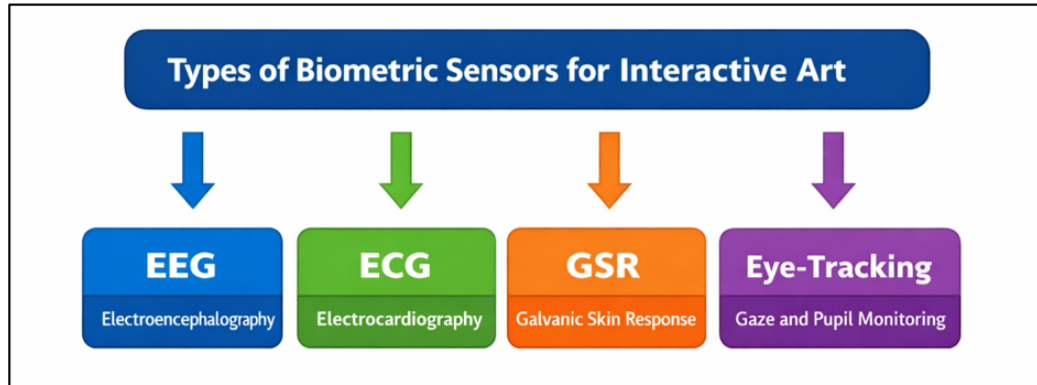 Types of Biometric Sensors for Interactive Art
EEG
Electroencephalography
ECG
Electrocardiography
GSR
Galvanic Skin Response
Eye-Tracking
Gaze and Pupil Monitoring